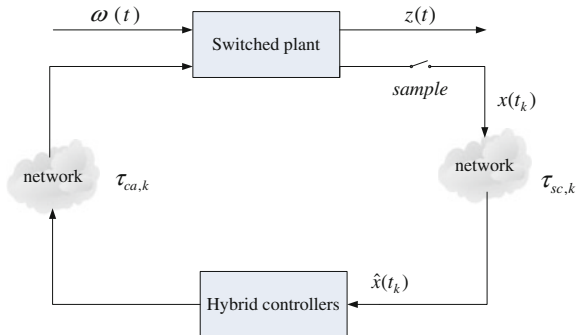 ω(t)
z(t)
Switched plant
sample
x(t_k)
network
τ_{ca,k}
network
τ_{sc,k}
x̂(t_k)
Hybrid controllers